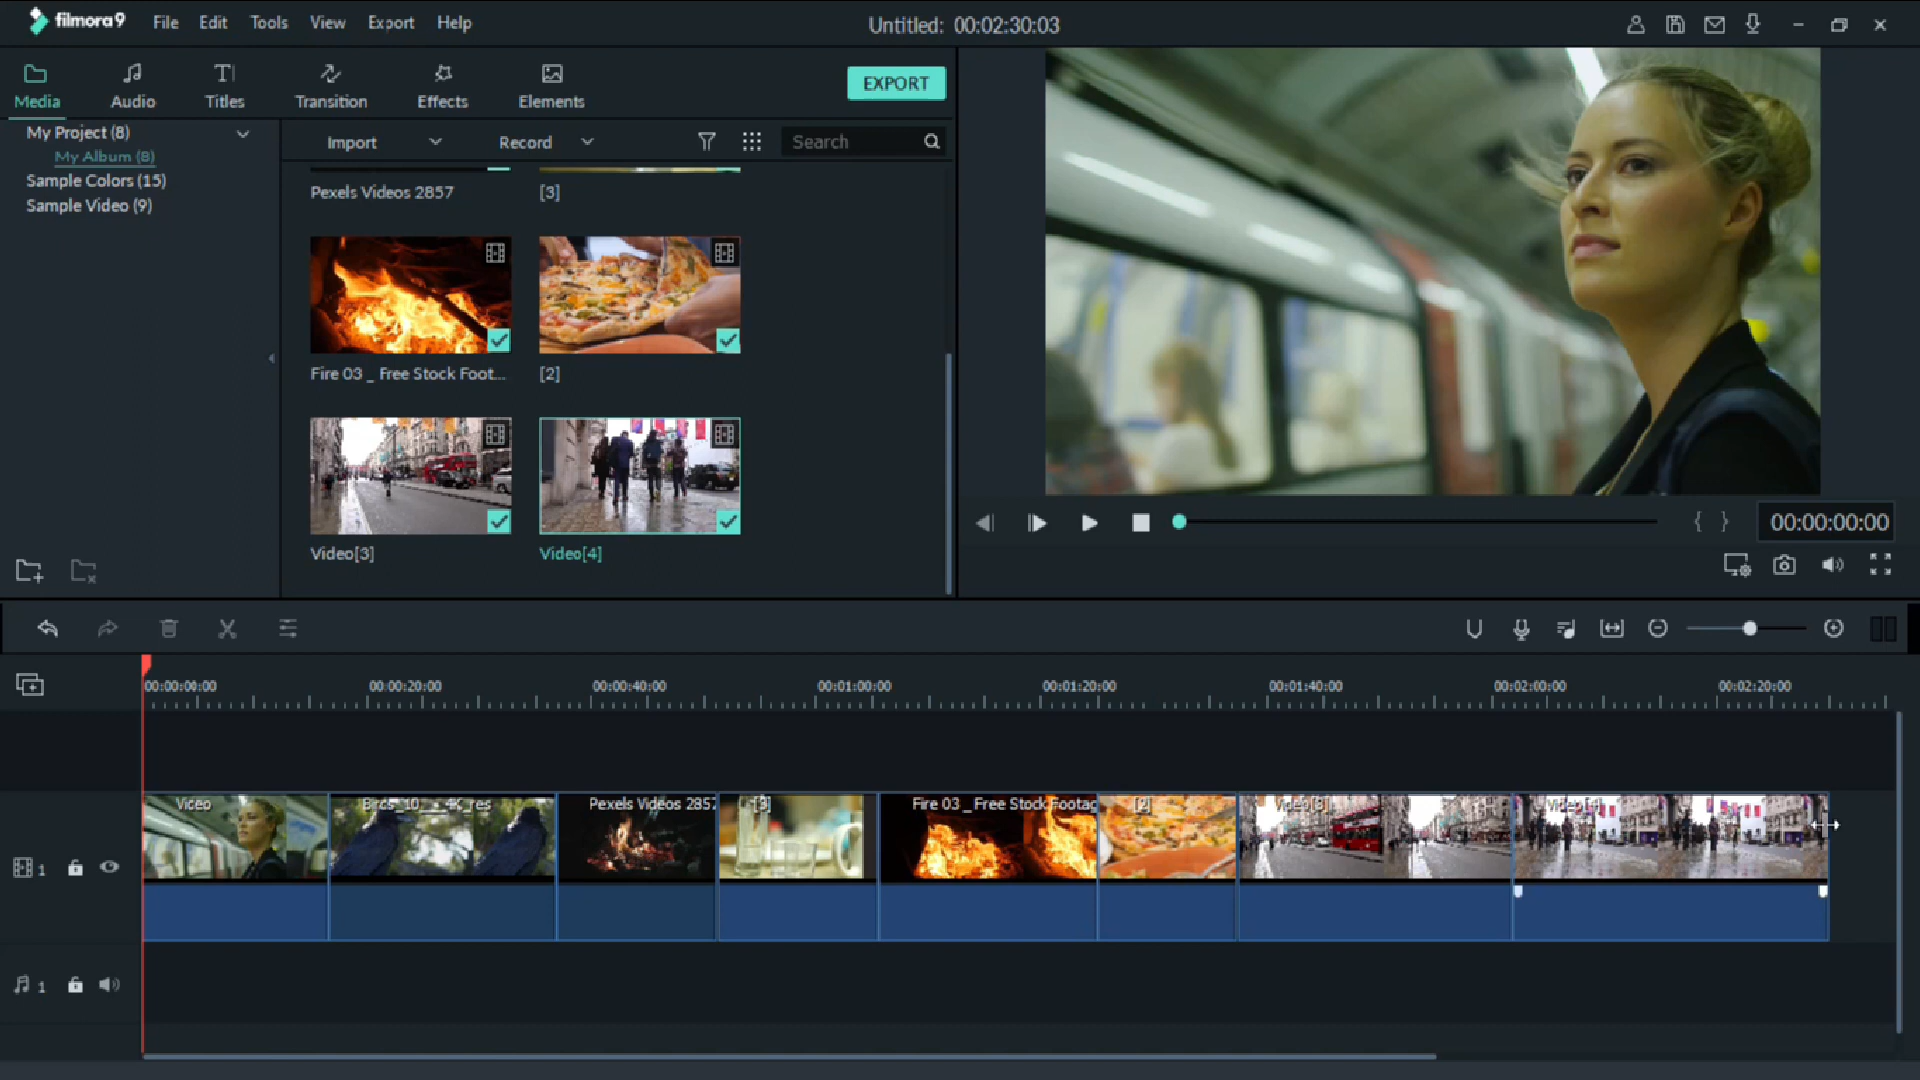 filmora9 File Edit Tools View Export Help
Untitled: 00:02:30:03
Media Audio Titles Transition Effects Elements
EXPORT
My Project (8)
My Album (8)
Sample Colors (15)
Sample Video (9)
Import Record Search
Pexels Videos 2857 [3]
Fire 03 _ Free Stock Foot... [2]
Video[3] Video[4]
00:00:00:00
00:00:00:00 00:00:20:00 00:00:40:00 00:01:00:00 00:01:20:00 00:01:40:00 00:02:00:00 00:02:20:00
Video Birds_10___4K_res Pexels Videos 2857 [3] Fire 03 _ Free Stock Footag [2] Video[3] Video[4]
1
1